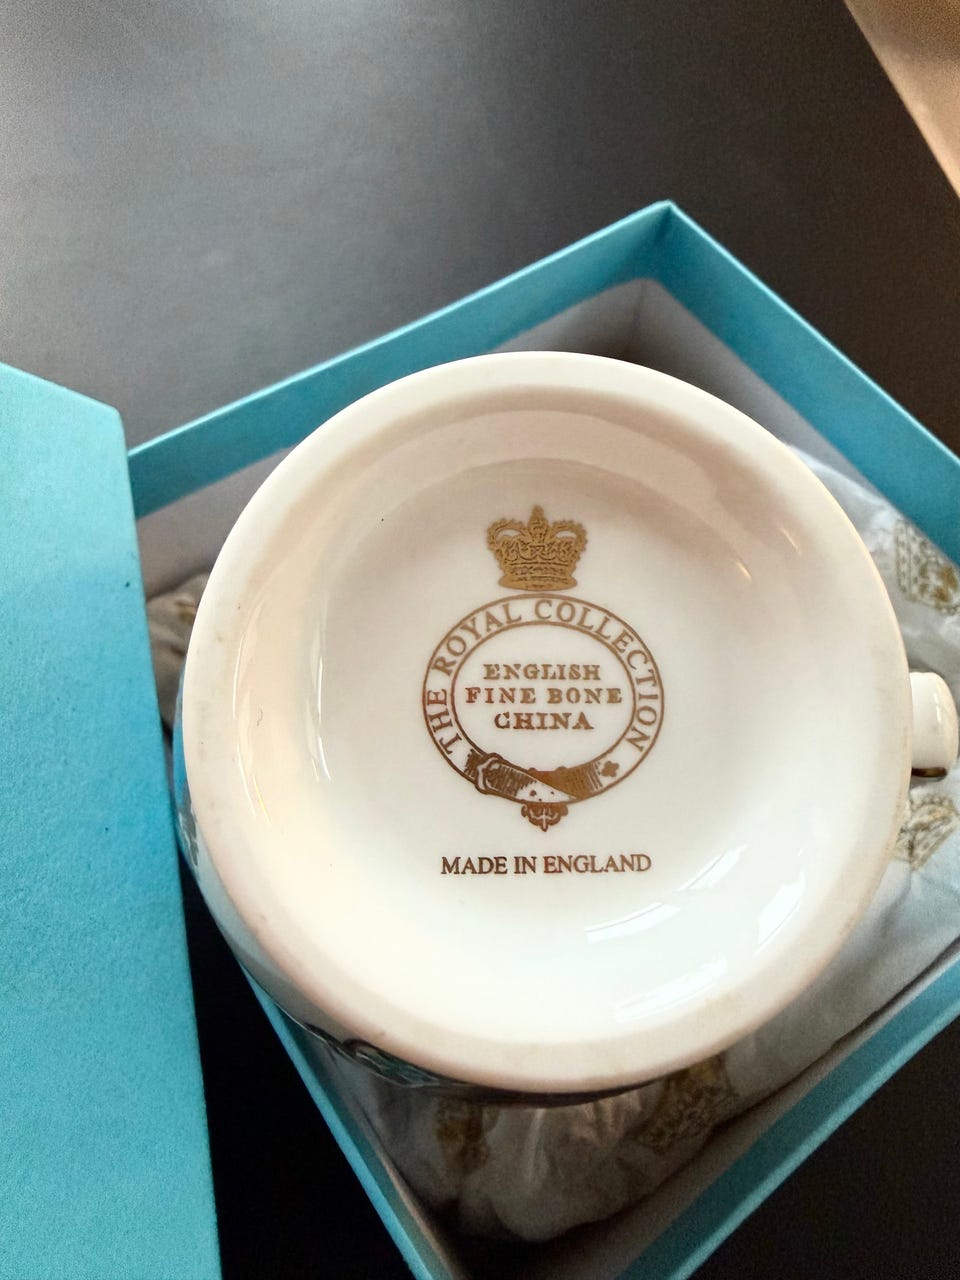 THE ROYAL COLLECTION
ENGLISH
FINE BONE
CHINA
MADE IN ENGLAND